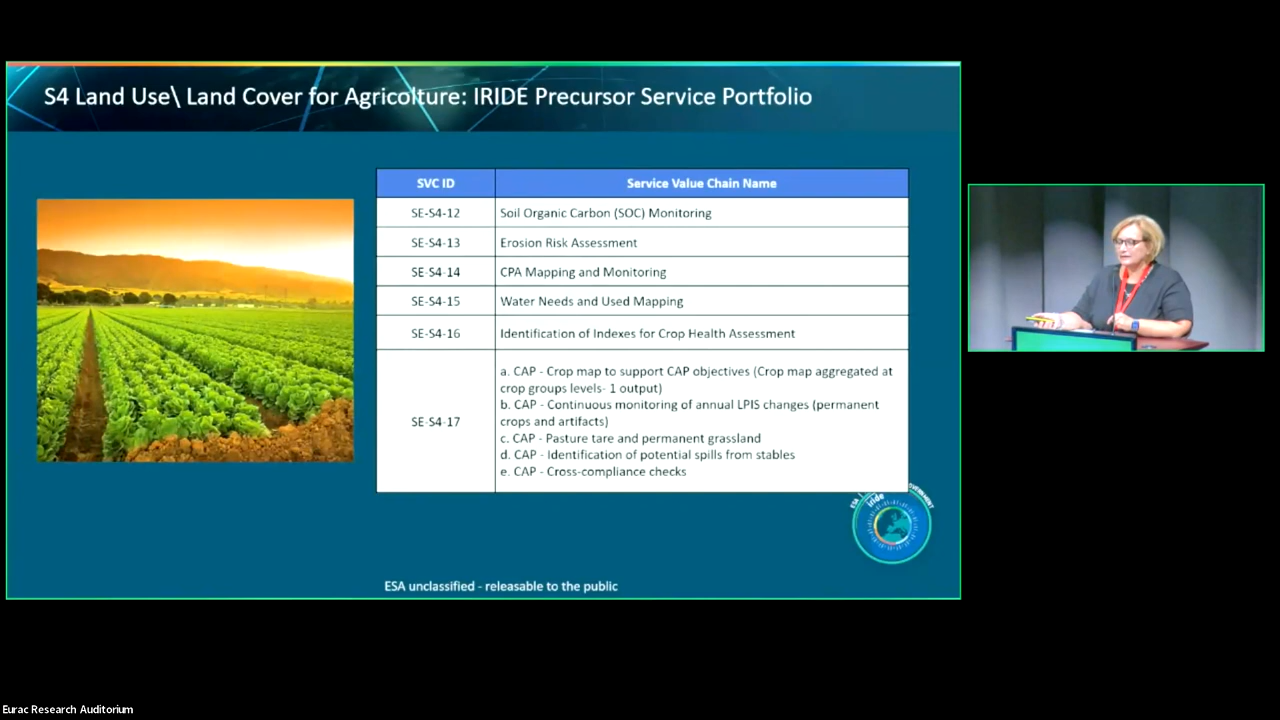 S4 Land Use\ Land Cover for Agricolture: IRIDE Precursor Service Portfolio
SVC ID
Service Value Chain Name
SE-S4-12
Soil Organic Carbon (SOC) Monitoring
SE-S4-13
Erosion Risk Assessment
SE-S4-14
CPA Mapping and Monitoring
SE-S4-15
Water Needs and Used Mapping
SE-S4-16
Identification of Indexes for Crop Health Assessment
SE-S4-17
a. CAP - Crop map to support CAP objectives (Crop map aggregated at
crop groups levels- 1 output)
b. CAP - Continuous monitoring of annual LPIS changes (permanent
crops and artifacts)
c. CAP - Pasture tare and permanent grassland
d. CAP - Identification of potential spills from stables
e. CAP - Cross-compliance checks
ESA
Iride
ESA unclassified - releasable to the public
Eurac Research Auditorium